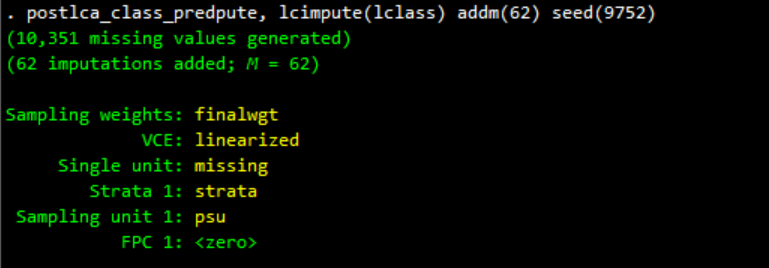 . postlca_class_predpute, lcimpute(lclass) addm(62) seed(9752)
(10,351 missing values generated)
(62 imputations added; M = 62)
Sampling weights: finalwgt
VCE: linearized
Single unit: missing
Strata 1: strata
Sampling unit 1: psu
FPC 1: <zero>